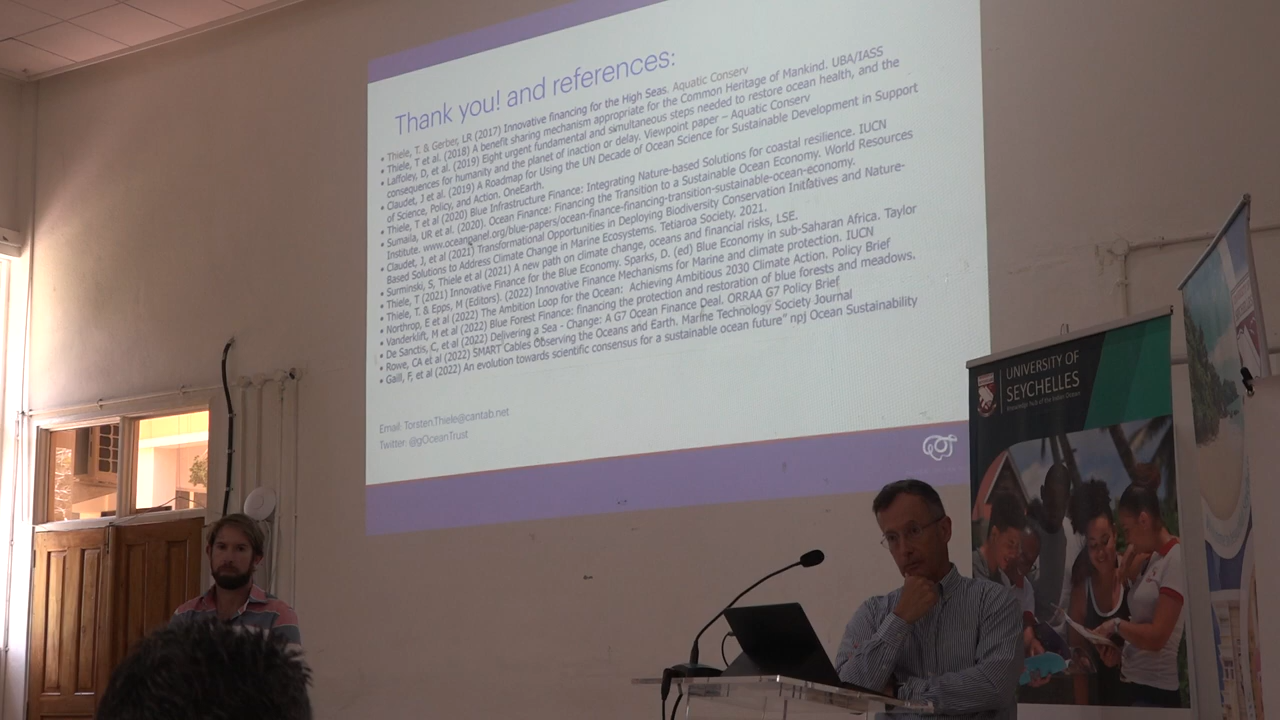 Thank you! and references:
• Thiele, T. & Gerber, LR (2017) Innovative financing for the High Seas. Aquatic Conserv
• Thiele, T et al. (2018) A benefit sharing mechanism appropriate for the Common Heritage of Mankind. UBA/IASS
• Laffoley, D, et al. (2019) Eight urgent fundamental and simultaneous steps needed to restore ocean health, and the
consequences for humanity and the planet of inaction or delay. Viewpoint paper – Aquatic Conserv
• Claudet, J et al. (2019) A Roadmap for Using the UN Decade of Ocean Science for Sustainable Development in Support
of Science, Policy, and Action. OneEarth.
• Thiele, T et al (2020) Blue Infrastructure Finance: Integrating Nature-based Solutions for coastal resilience. IUCN
• Sumaila, UR et al. (2020). Ocean Finance: Financing the Transition to a Sustainable Ocean Economy. World Resources
Institute. www.oceanpanel.org/blue-papers/ocean-finance-financing-transition-sustainable-ocean-economy.
• Claudet, J, et al (2021) Transformational Opportunities in Deploying Biodiversity Conservation Initiatives and Nature-
Based Solutions to Address Climate Change in Marine Ecosystems. Tetiaroa Society. 2021.
• Surminski, S, Thiele et al (2021) A new path on climate change, oceans and financial risks, LSE.
• Thiele, T (2021) Innovative Finance for the Blue Economy. Sparks, D. (ed) Blue Economy in sub-Saharan Africa. Taylor
• Thiele, T. & Epps, M (Editors). (2022) Innovative Finance Mechanisms for Marine and climate protection. IUCN
• Northrop, E et al (2022) The Ambition Loop for the Ocean: Achieving Ambitious 2030 Climate Action. Policy Brief
• Vanderklift, M et al (2022) Blue Forest Finance: financing the protection and restoration of blue forests and meadows.
• De Sanctis, C, et al (2022) Delivering a Sea - Change: A G7 Ocean Finance Deal. ORRAA G7 Policy Brief
• Rowe, CA et al (2022) SMART Cables Observing the Oceans and Earth. Marine Technology Society Journal
• Gaill, F, et al (2022) An evolution towards scientific consensus for a sustainable ocean future" npj Ocean Sustainability
Email: Torsten.Thiele@cantab.net
Twitter: @gOceanTrust
UNIVERSITY OF
SEYCHELLES